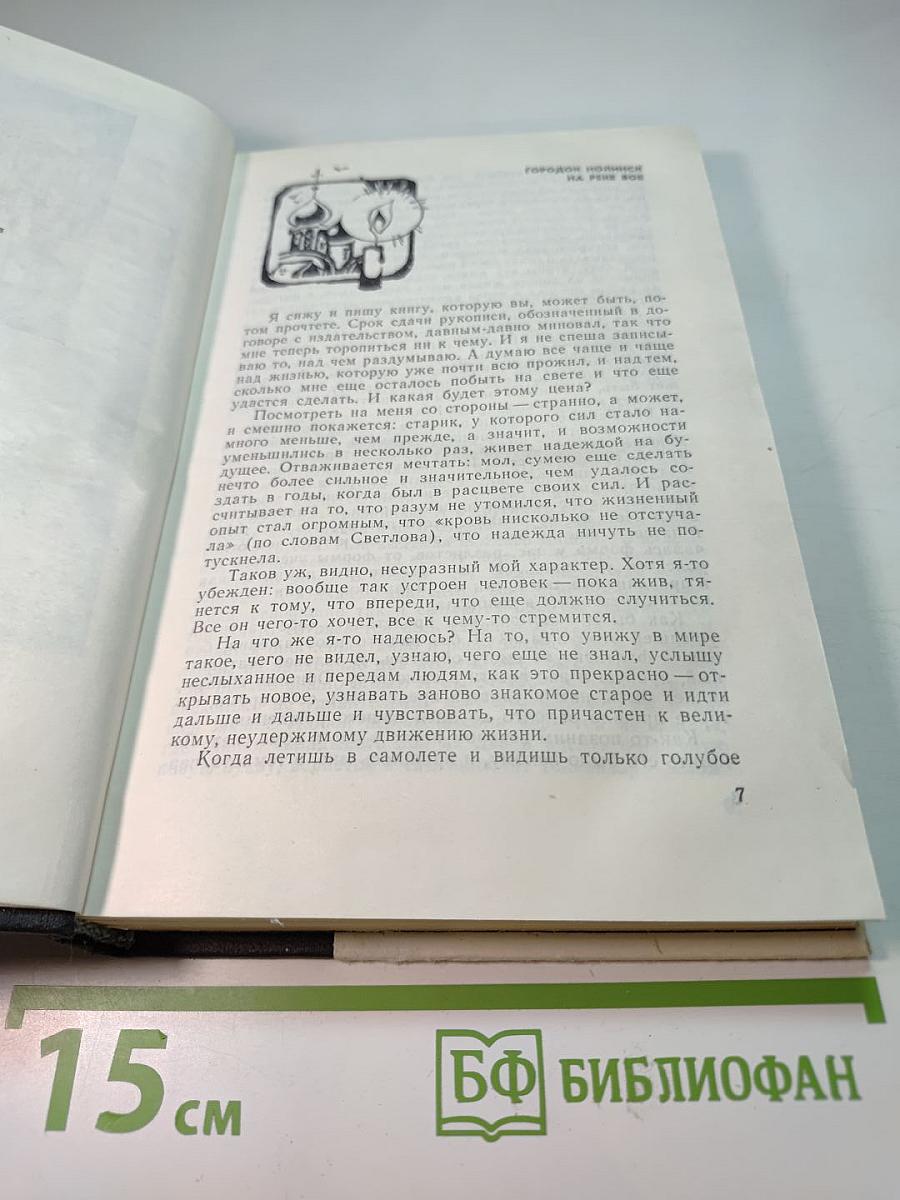 ГОРОДОК НОЛИНСК
НА РЕКЕ ВОЕ
Я сижу и пишу книгу, которую вы, может быть, по-
том прочтете. Срок сдачи рукописи, обозначенный в до-
говоре с издательством, давным-давно миновал, так что
мне теперь торопиться ни к чему. И я не спеша записы-
ваю то, над чем раздумываю. А думаю все чаще и чаще
над жизнью, которую уже почти всю прожил, и над тем,
сколько мне еще осталось побыть на свете и что еще
удастся сделать. И какая будет этому цена?
Посмотреть на меня со стороны — странно, а может,
и смешно покажется: старик, у которого сил стало на-
много меньше, чем прежде, а значит, и возможности
уменьшились в несколько раз, живет надеждой на бу-
дущее. Отваживается мечтать: мол, сумею еще сделать
нечто более сильное и значительное, чем удалось со-
здать в годы, когда был в расцвете своих сил. И рас-
считывает на то, что разум не утомился, что жизненный
опыт стал огромным, что «кровь нисколько не отстуча-
ла» (по словам Светлова), что надежда ничуть не по-
тускнела.
Таков уж, видно, несуразный мой характер. Хотя я-то
убежден: вообще так устроен человек — пока жив, тя-
нется к тому, что впереди, что еще должно случиться.
Все он чего-то хочет, все к чему-то стремится.
На что же я-то надеюсь? На то, что увижу в мире
такое, чего не видел, узнаю, чего еще не знал, услышу
неслыханное и передам людям, как это прекрасно — от-
крывать новое, узнавать заново знакомое старое и идти
дальше и дальше и чувствовать, что причастен к вели-
кому, неудержимому движению жизни.
Когда летишь в самолете и видишь только голубое
7
15 см
БФ БИБЛИОФАН